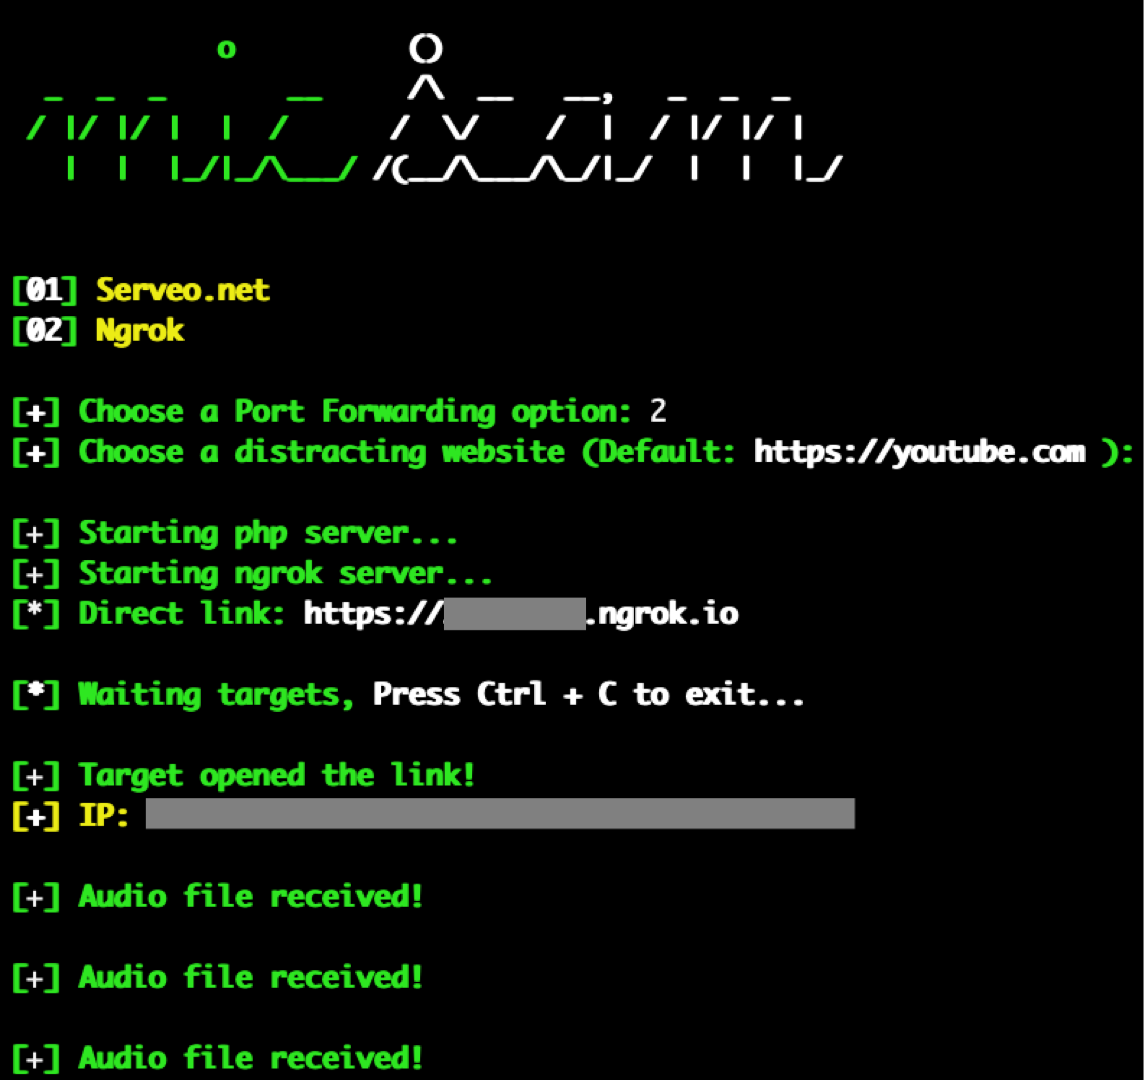 mic Spam
[01] Serveo.net
[02] Ngrok
[+] Choose a Port Forwarding option: 2
[+] Choose a distracting website (Default: https://youtube.com ):
[+] Starting php server...
[+] Starting ngrok server...
[*] Direct link: https://.ngrok.io
[*] Waiting targets, Press Ctrl + C to exit...
[+] Target opened the link!
[+] IP:
[+] Audio file received!
[+] Audio file received!
[+] Audio file received!